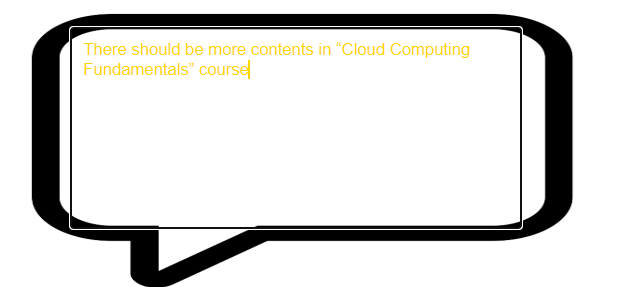 There should be more contents in “Cloud Computing
Fundamentals” course